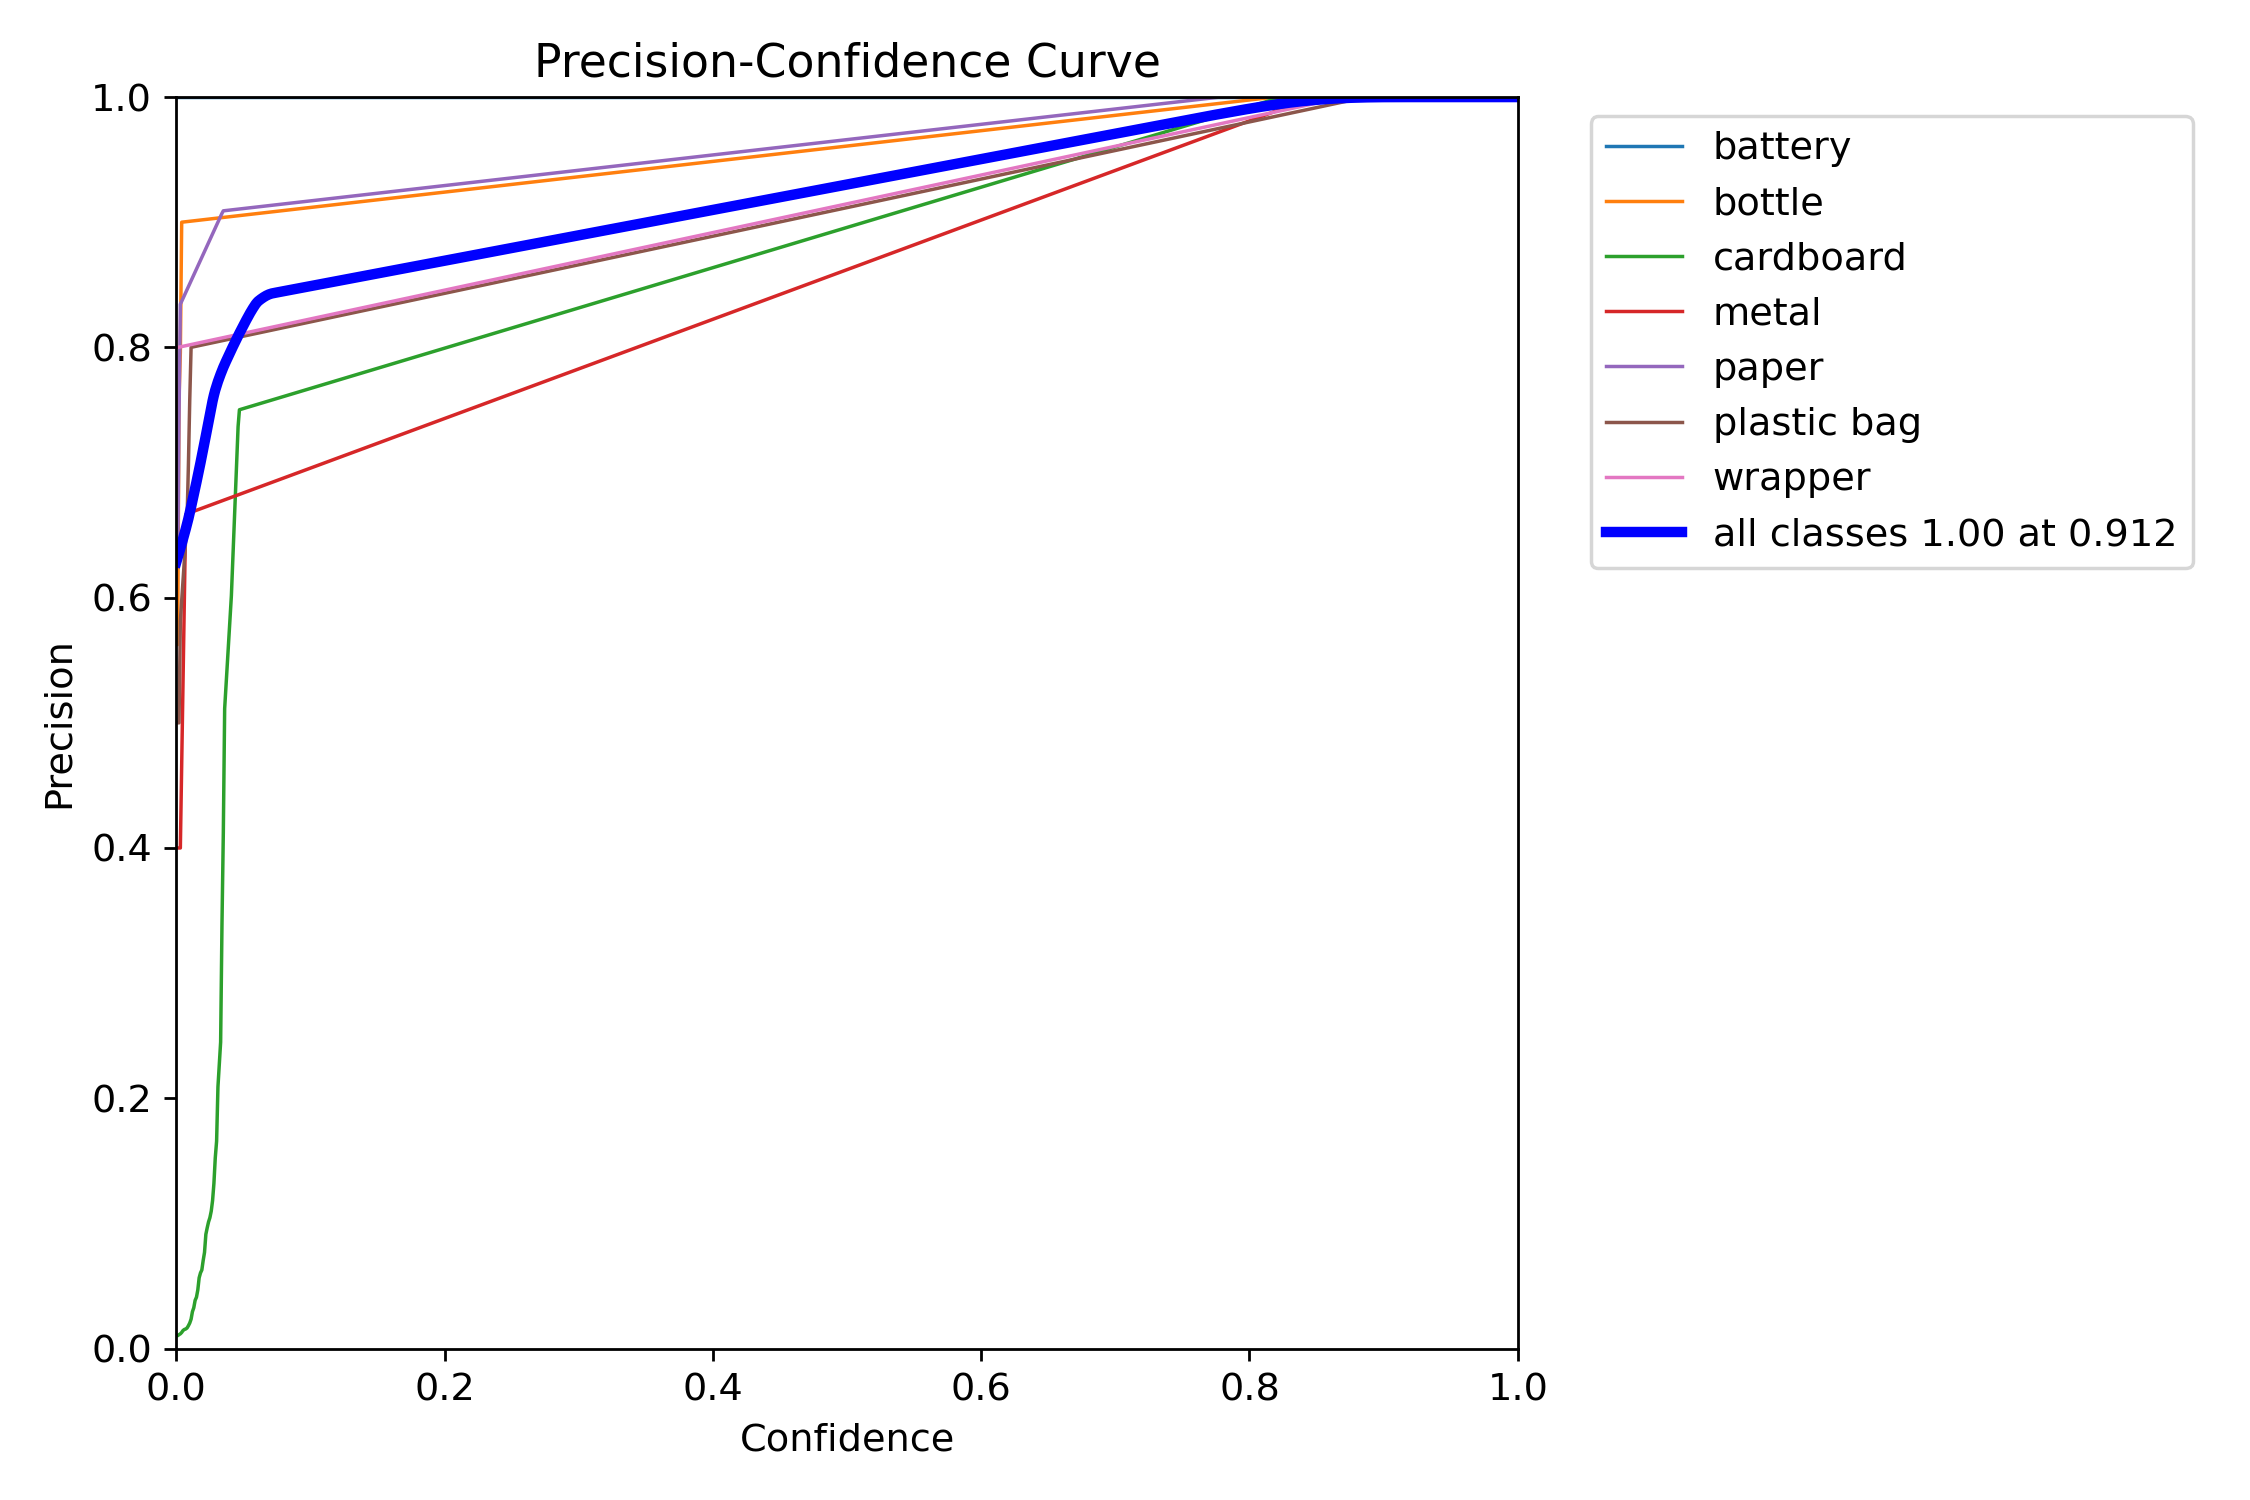 Precision-Confidence Curve
1.0
0.8
0.6
0.4
0.2
0.0
Precision
0.0 0.2 0.4 0.6 0.8 1.0
Confidence
battery
bottle
cardboard
metal
paper
plastic bag
wrapper
all classes 1.00 at 0.912